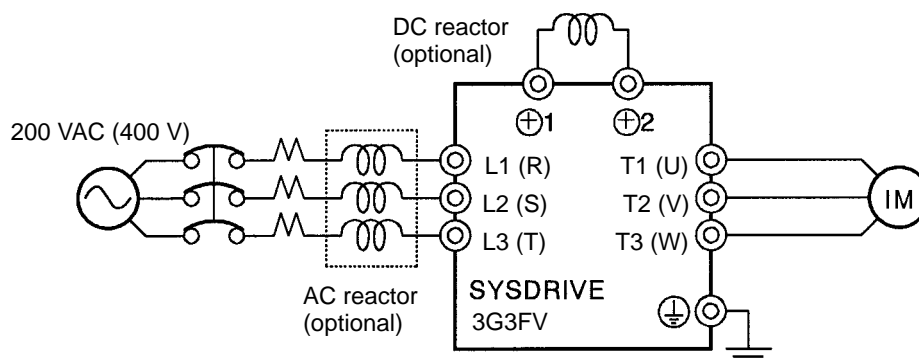 DC reactor
(optional)
200 VAC (400 V)
⊕1
⊕2
L1 (R)
T1 (U)
L2 (S)
T2 (V)
IM
L3 (T)
T3 (W)
AC reactor
(optional)
SYSDRIVE
3G3FV